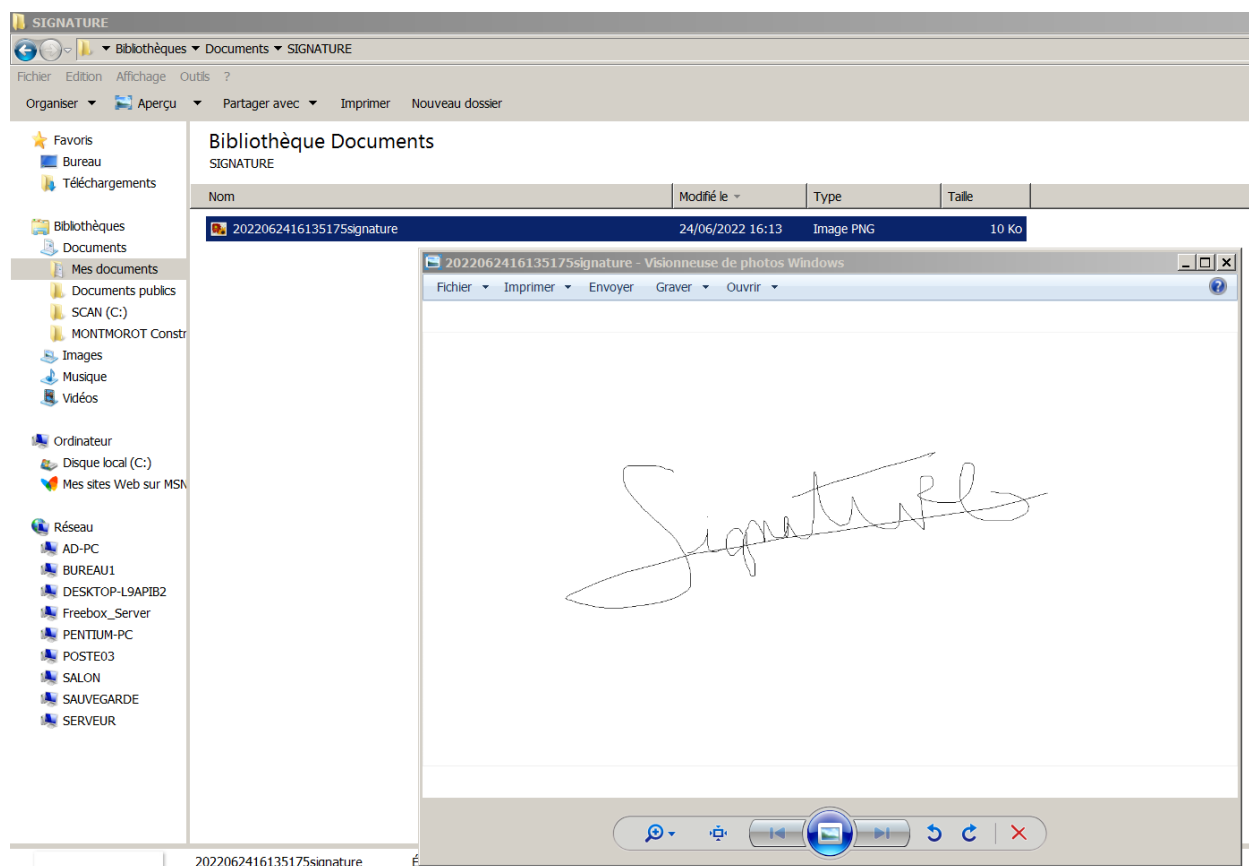 SIGNATURE
Bibliothèques Documents SIGNATURE
Fichier Edition Affichage Outils ?
Organiser Aperçu Partager avec Imprimer Nouveau dossier
Favoris
Bureau
Téléchargements
Bibliothèques
Documents
Mes documents
Documents publics
SCAN (C:)
MONTMOROT Constr
Images
Musique
Vidéos
Ordinateur
Disque local (C:)
Mes sites Web sur MSN
Réseau
AD-PC
BUREAU1
DESKTOP-L9APIB2
Freebox_Server
PENTIUM-PC
POSTE03
SALON
SAUVEGARDE
SERVEUR
Bibliothèque Documents
SIGNATURE
Nom Modifié le Type Taille
2022062416135175signature 24/06/2022 16:13 Image PNG 10 Ko
2022062416135175signature - Visionneuse de photos Windows
Fichier Imprimer Envoyer Graver Ouvrir
Signature
2022062416135175signature